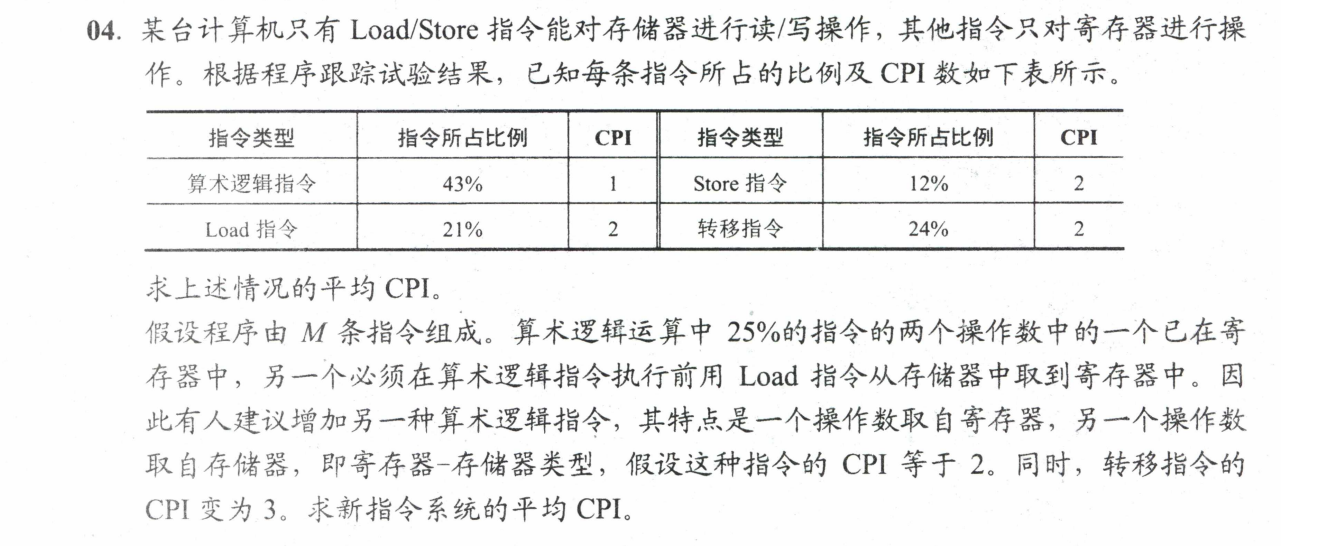 04. 某台计算机只有 Load/Store 指令能对存储器进行读/写操作，其他指令只对寄存器进行操
作。根据程序跟踪试验结果，已知每条指令所占的比例及 CPI 数如下表所示。
指令类型 指令所占比例 CPI 指令类型 指令所占比例 CPI
算术逻辑指令 43% 1 Store 指令 12% 2
Load 指令 21% 2 转移指令 24% 2
求上述情况的平均 CPI。
假设程序由 M 条指令组成。算术逻辑运算中 25%的指令的两个操作数中的一个已在寄
存器中，另一个必须在算术逻辑指令执行前用 Load 指令从存储器中取到寄存器中。因
此有人建议增加另一种算术逻辑指令，其特点是一个操作数取自寄存器，另一个操作数
取自存储器，即寄存器-存储器类型，假设这种指令的 CPI 等于 2。同时，转移指令的
CPI 变为 3。求新指令系统的平均 CPI。